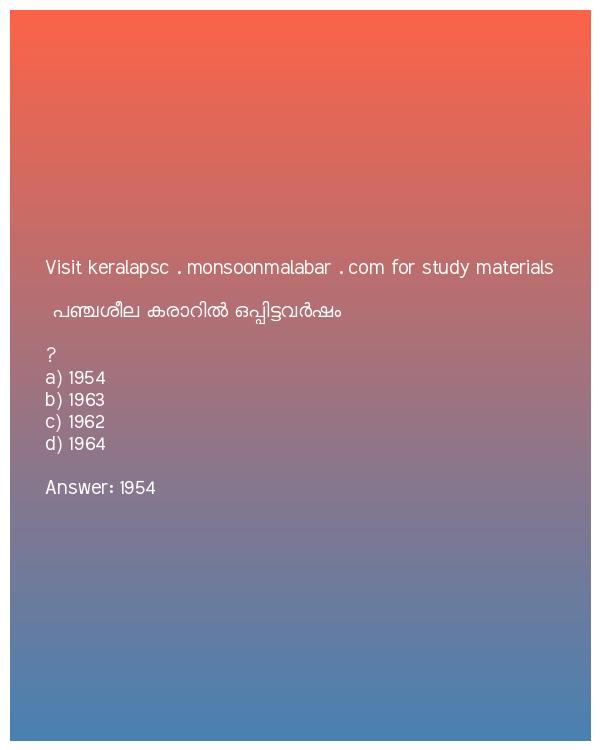 Visit keralapsc . monsoonmalabar . com for study materials
പഞ്ചശീല കരാറിൽ ഒപ്പിട്ടവർഷം
?
a) 1954
b) 1963
c) 1962
d) 1964
Answer: 1954